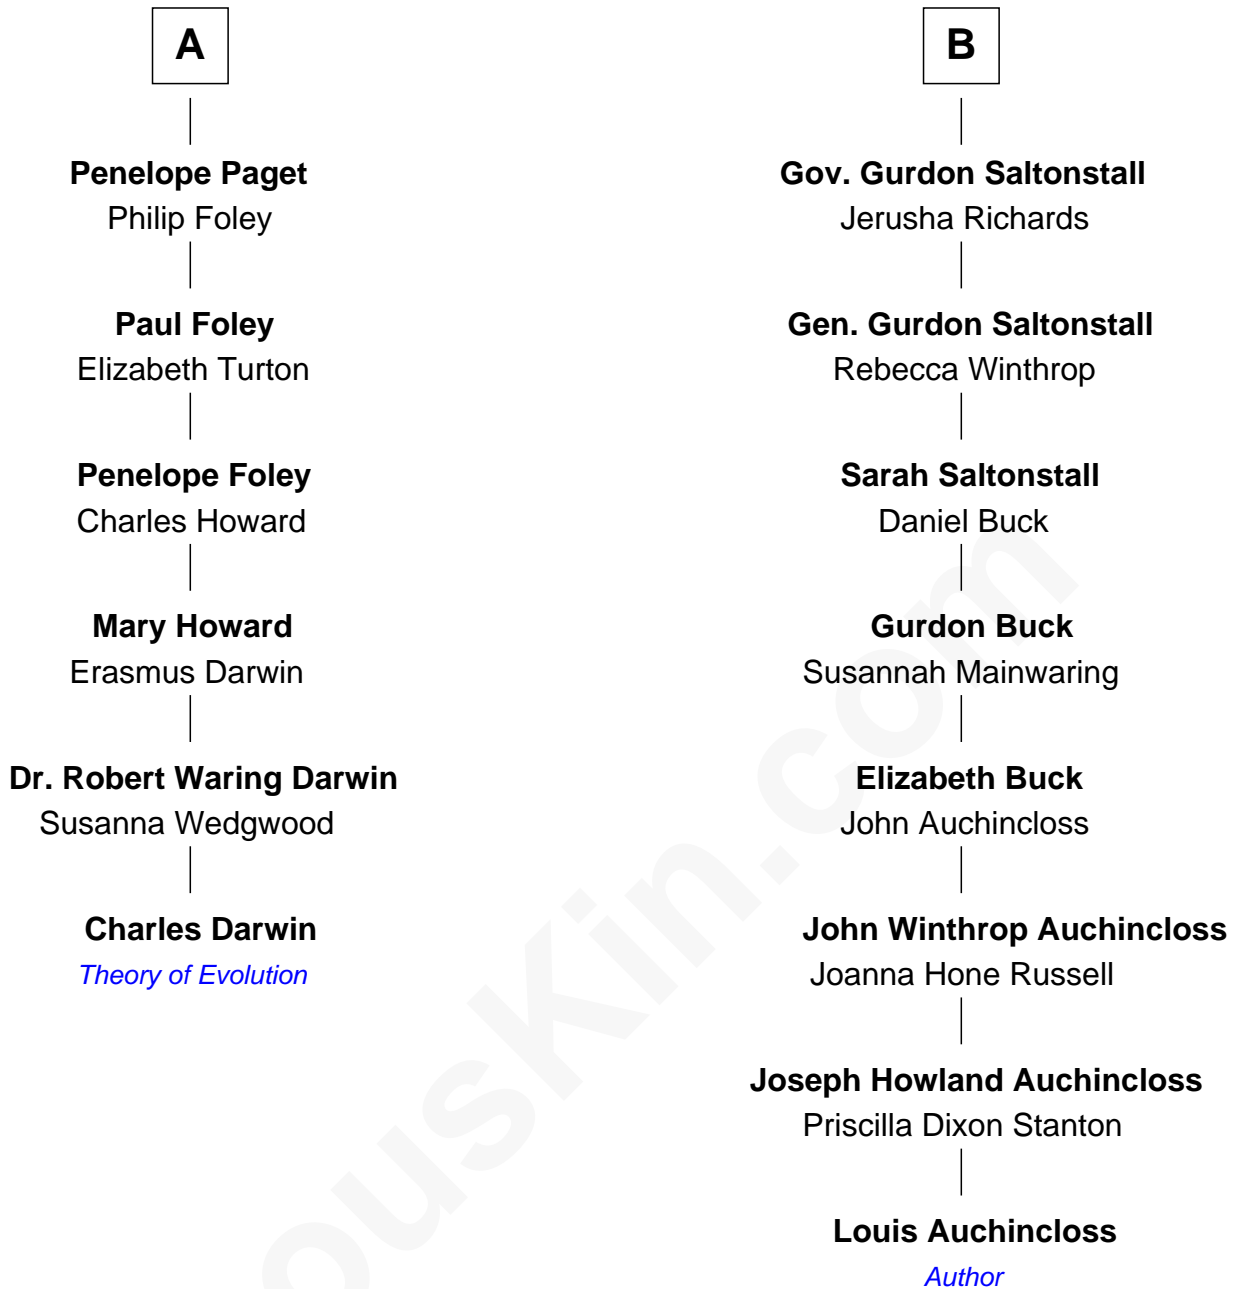 A
Penelope Paget
Philip Foley
Paul Foley
Elizabeth Turton
Penelope Foley
Charles Howard
Mary Howard
Erasmus Darwin
Dr. Robert Waring Darwin
Susanna Wedgwood
Charles Darwin
Theory of Evolution
B
Gov. Gurdon Saltonstall
Jerusha Richards
Gen. Gurdon Saltonstall
Rebecca Winthrop
Sarah Saltonstall
Daniel Buck
Gurdon Buck
Susannah Mainwaring
Elizabeth Buck
John Auchincloss
John Winthrop Auchincloss
Joanna Hone Russell
Joseph Howland Auchincloss
Priscilla Dixon Stanton
Louis Auchincloss
Author
ousKin.com